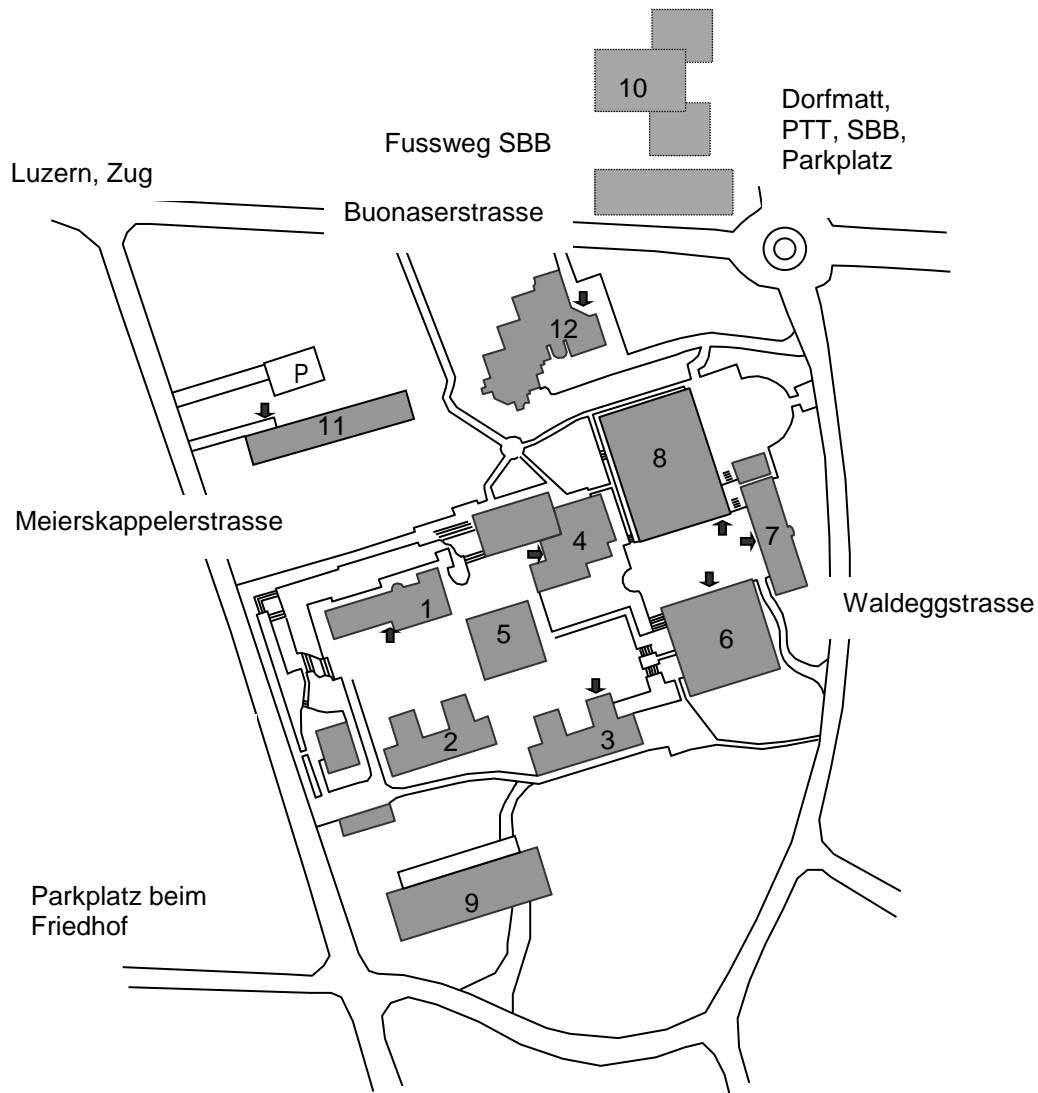 10
Dorfmatt,
PTT, SBB,
Parkplatz
Fussweg SBB
Luzern, Zug
Buonaserstrasse
12
P
11
8
Meierskappelerstrasse
4
7
1
Waldeggstrasse
5
6
2
3
Parkplatz beim
Friedhof
9